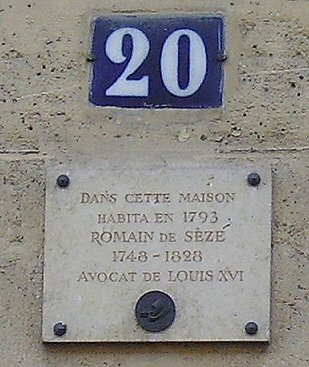 20
DANS CETTE MAISON
HABITA EN 1793
ROMAIN DE SÈZE
1748 - 1828
AVOCAT DE LOUIS XVI